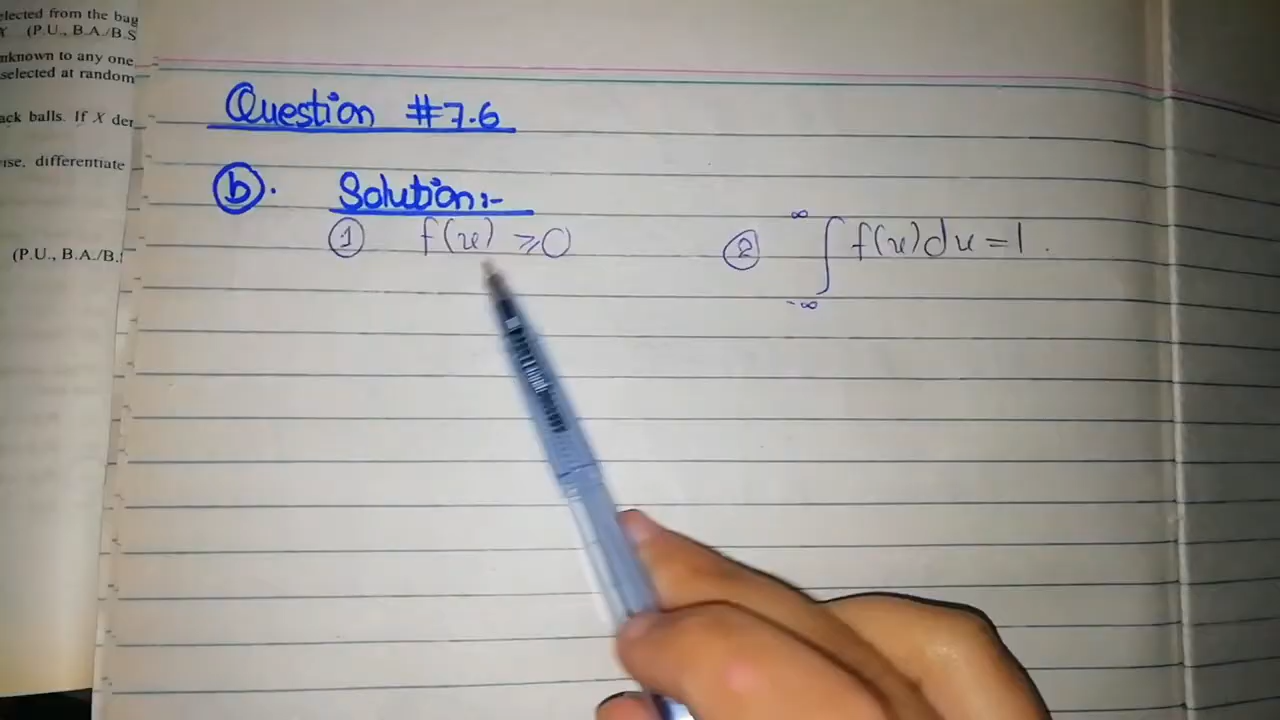 elected from the bag
(P.U., B.A./B.S
nknown to any one
selected at random
ack balls. If X der
ise, differentiate
(P.U., B.A./B.
Question #7.6
(b). Solution:-
① f(x) ≥0 ② ∫_{-∞}^{∞} f(x)dx=1.